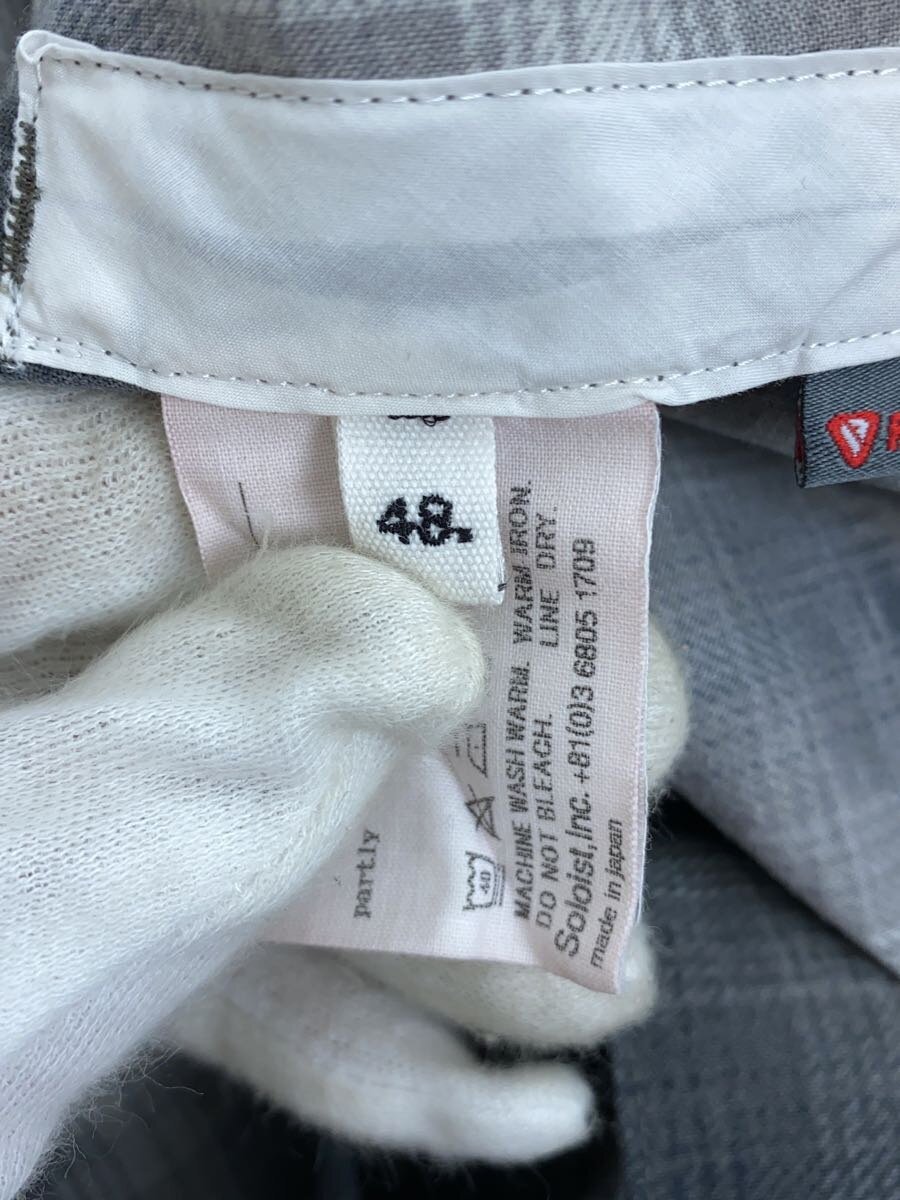 48.
MACHINE WASH WARM. WARM IRON.
DO NOT BLEACH. LINE DRY.
Soloist,Inc. +81(0)3 6805 1709
made in japan
40
partly